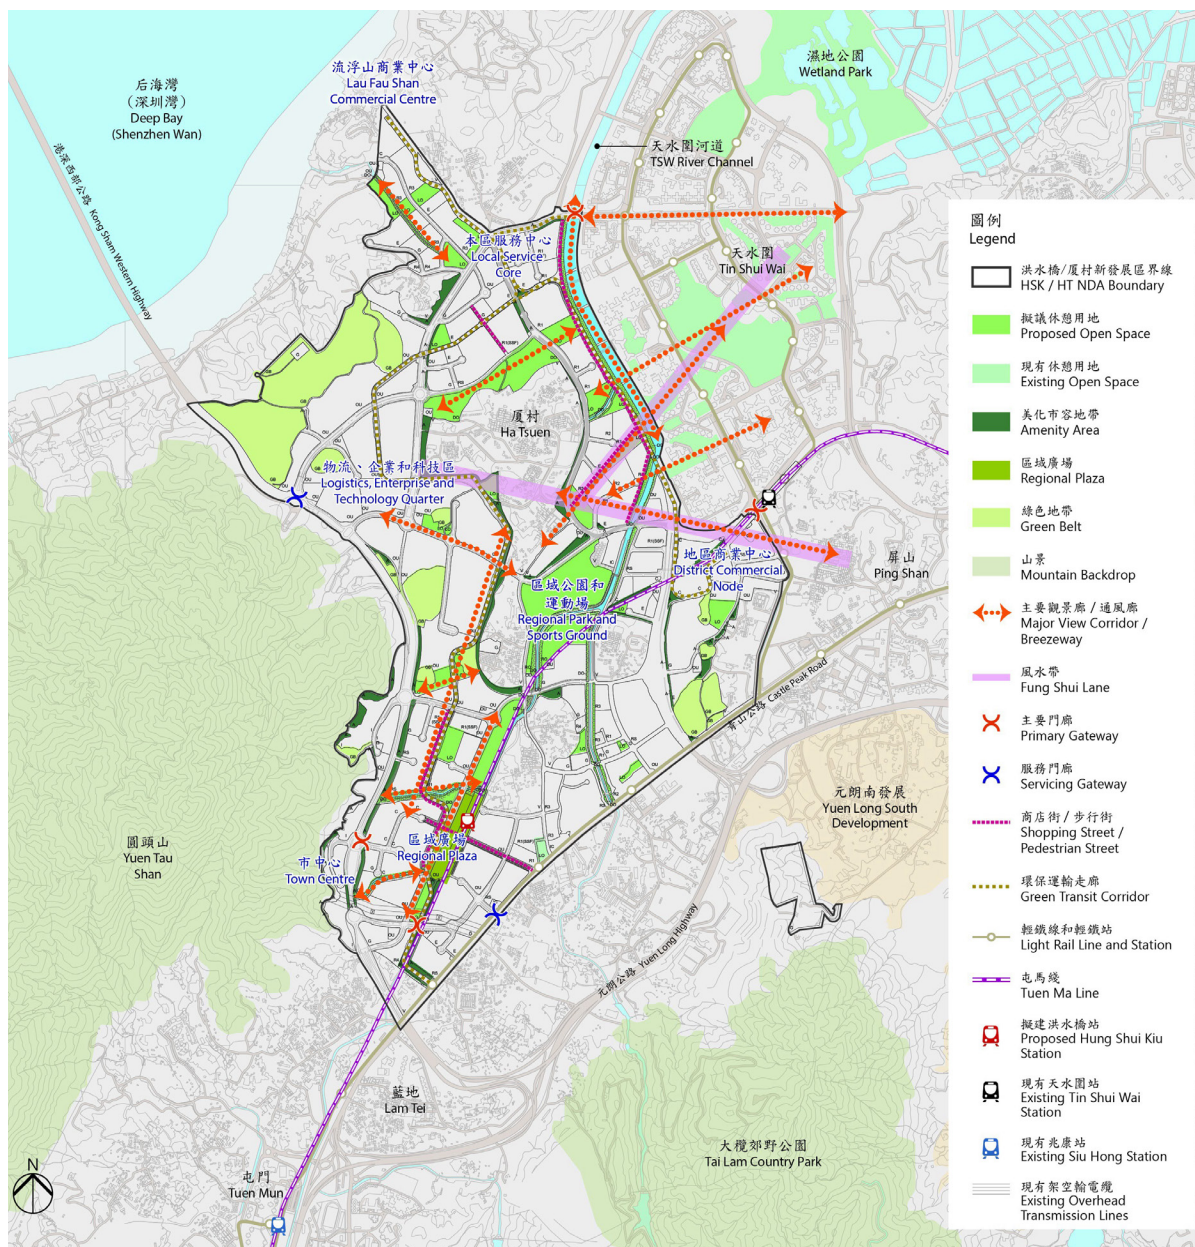 流浮山商業中心
Lau Fau Shan
Commercial Centre
濕地公園
Wetland Park
后海灣
(深圳灣)
Deep Bay
(Shenzhen Wan)
港深西部公路 Kong Sham Western Highway
天水圍河道
TSW River Channel
本區服務中心
Local Service
Core
天水圍
Tin Shui Wai
厦村
Ha Tsuen
物流、企業和科技區
Logistics, Enterprise and
Technology Quarter
地區商業中心
District Commercial
Node
屏山
Ping Shan
區域公園和
運動場
Regional Park and
Sports Ground
青山公路 Castle Peak Road
元朗南發展
Yuen Long South
Development
圓頭山
Yuen Tau
Shan
區域廣場
Regional Plaza
市中心
Town Centre
元朗公路 Yuen Long Highway
藍地
Lam Tei
大欖郊野公園
Tai Lam Country Park
屯門
Tuen Mun
N
圖例
Legend
洪水橋/厦村新發展區界線
HSK / HT NDA Boundary
擬議休憩用地
Proposed Open Space
現有休憩用地
Existing Open Space
美化市容地帶
Amenity Area
區域廣場
Regional Plaza
綠色地帶
Green Belt
山景
Mountain Backdrop
主要觀景廊 / 通風廊
Major View Corridor /
Breezeway
風水帶
Fung Shui Lane
主要門廊
Primary Gateway
服務門廊
Servicing Gateway
商店街 / 步行街
Shopping Street /
Pedestrian Street
環保運輸走廊
Green Transit Corridor
輕鐵線和輕鐵站
Light Rail Line and Station
屯馬綫
Tuen Ma Line
擬建洪水橋站
Proposed Hung Shui Kiu
Station
現有天水圍站
Existing Tin Shui Wai
Station
現有兆康站
Existing Siu Hong Station
現有架空輸電纜
Existing Overhead
Transmission Lines